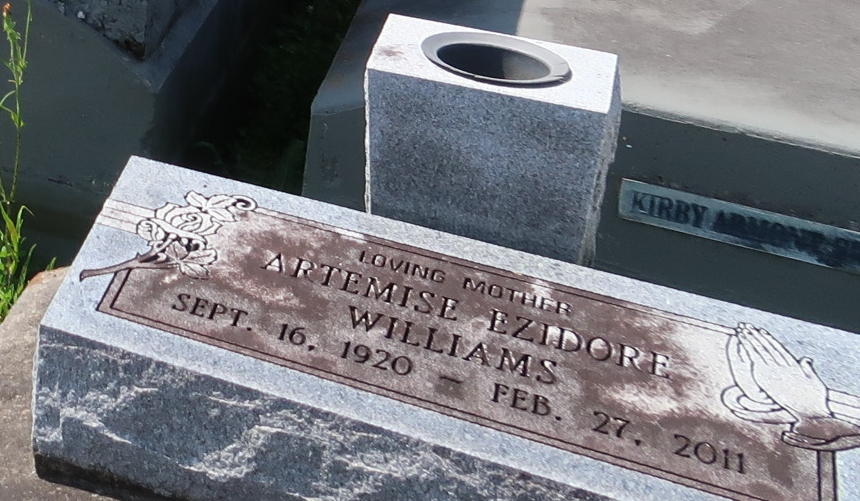 LOVING MOTHER
ARTEMISE EZIDORE
WILLIAMS
SEPT. 16, 1920 – FEB. 27, 2011
KIRBY